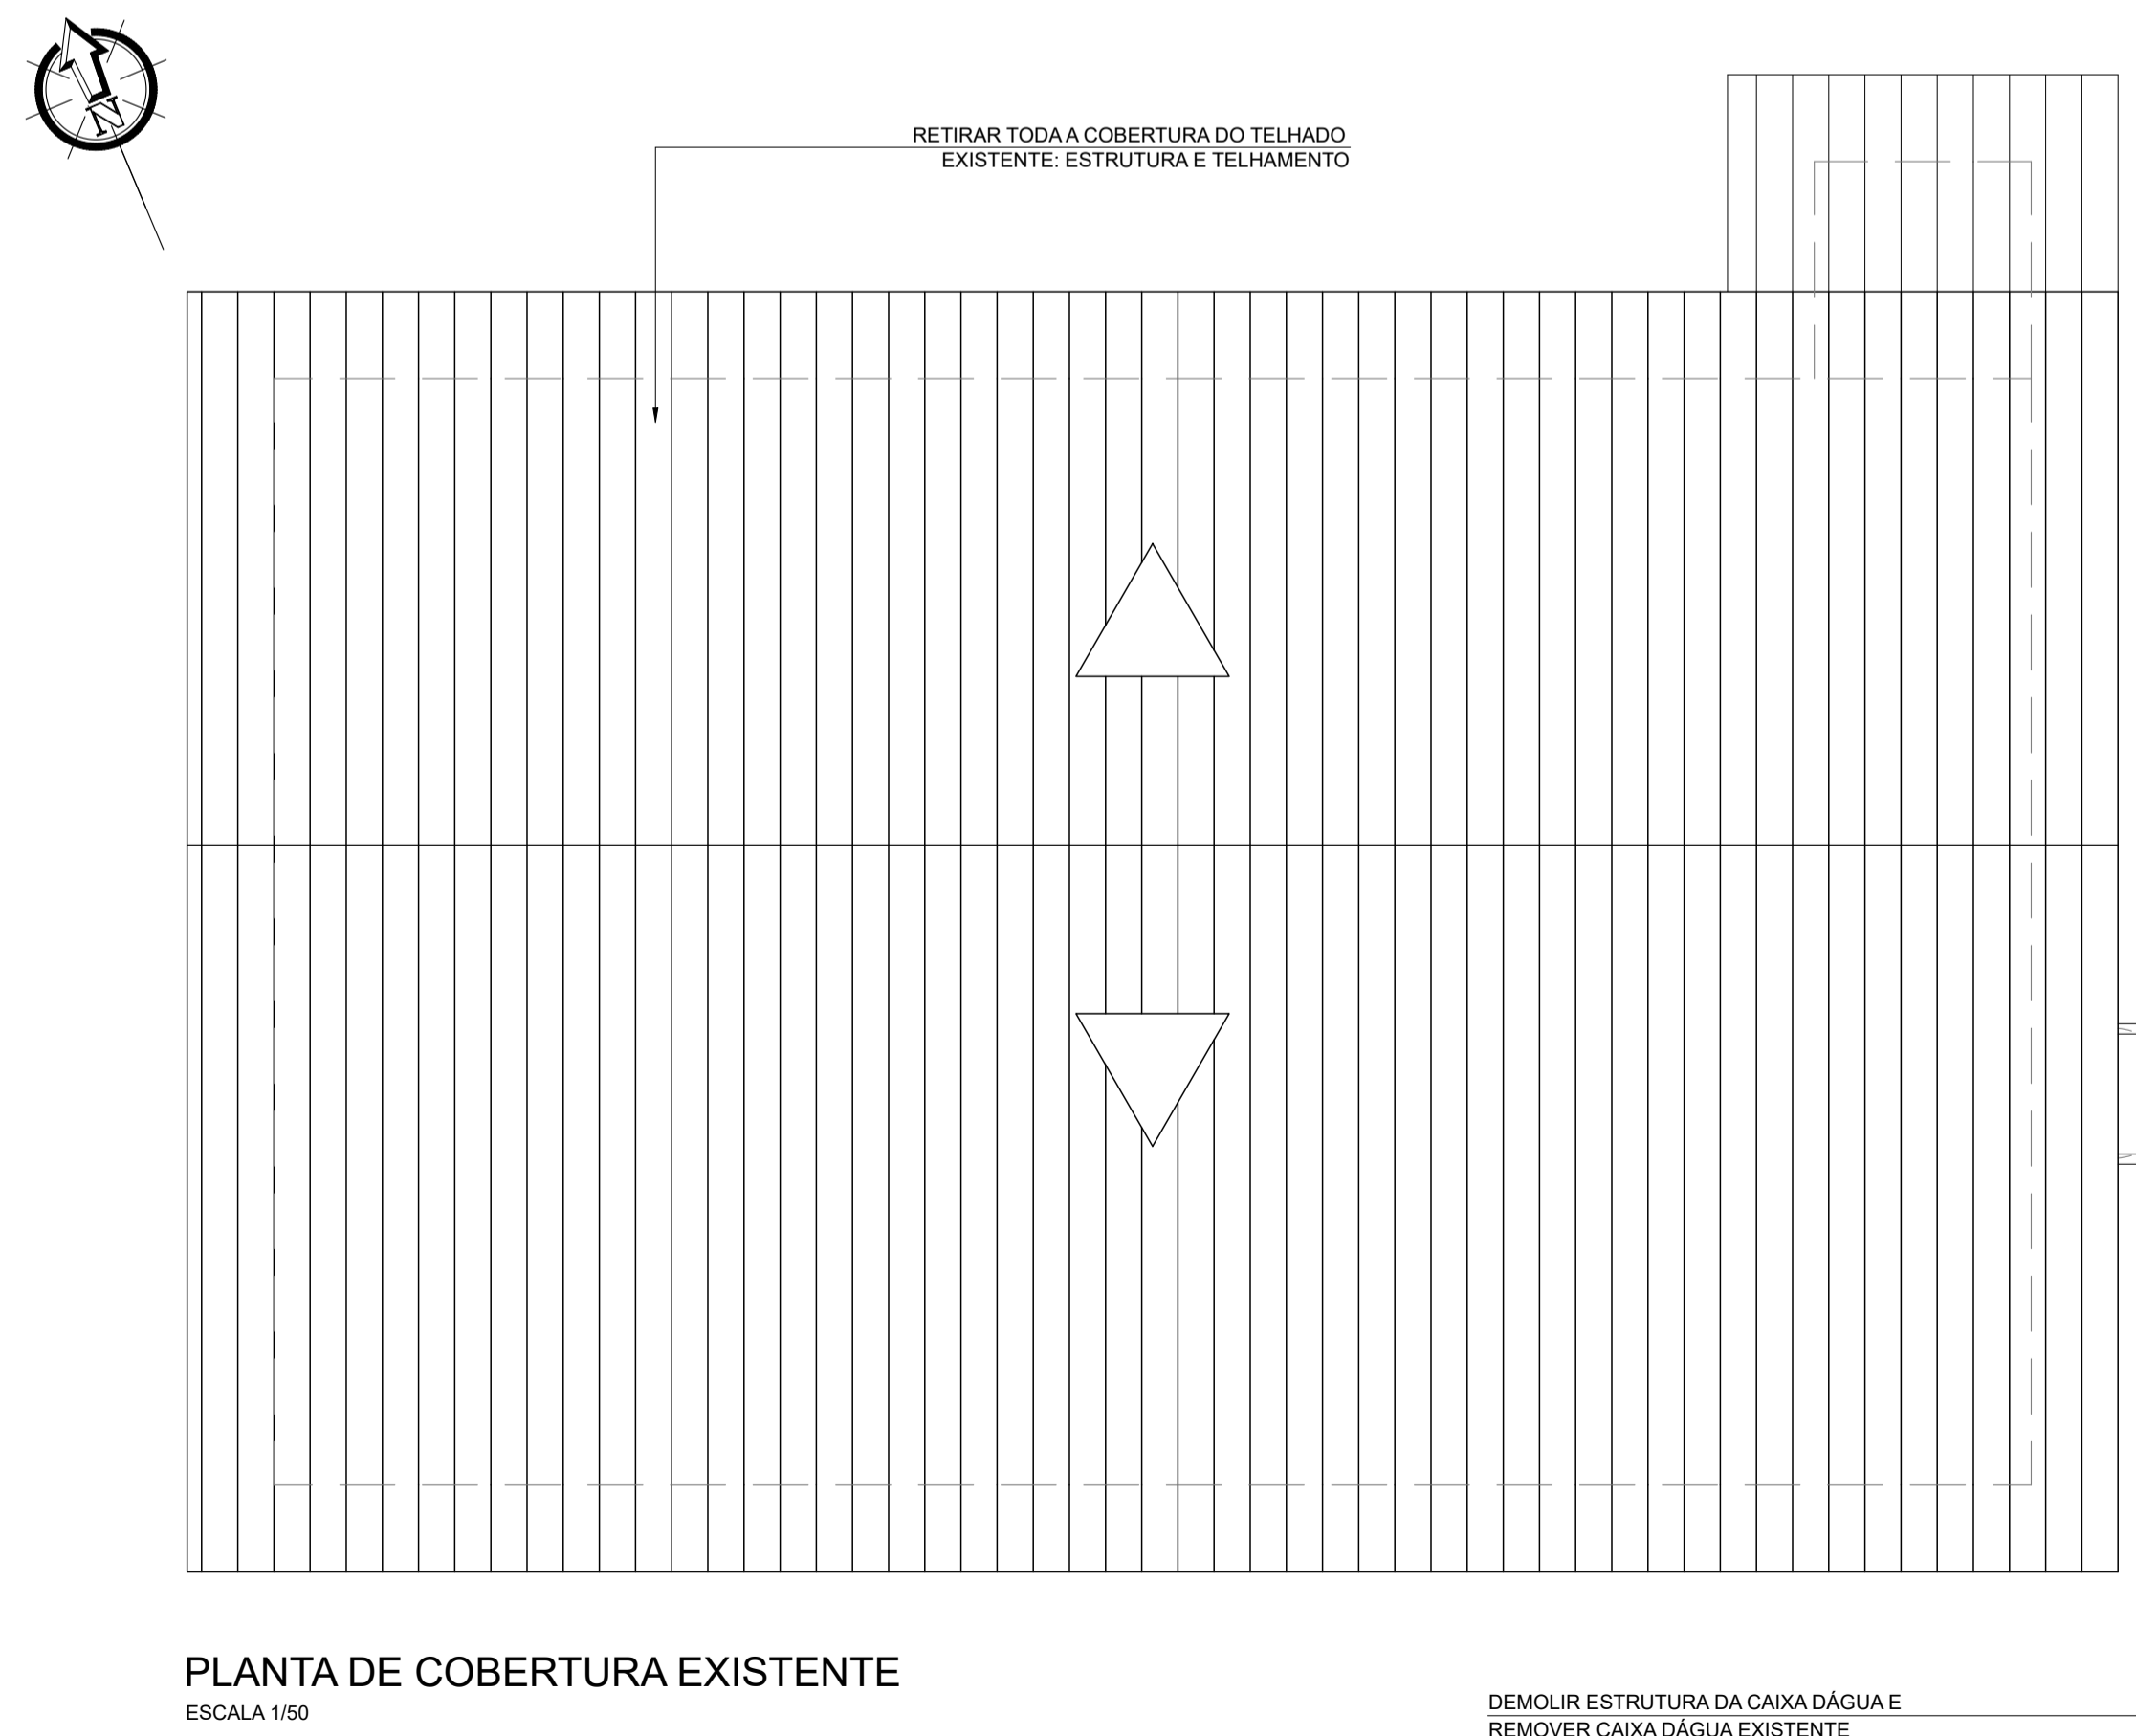 N
RETIRAR TODA A COBERTURA DO TELHADO
EXISTENTE: ESTRUTURA E TELHAMENTO
PLANTA DE COBERTURA EXISTENTE
ESCALA 1/50
DEMOLIR ESTRUTURA DA CAIXA DÁGUA E
REMOVER CAIXA DÁGUA EXISTENTE